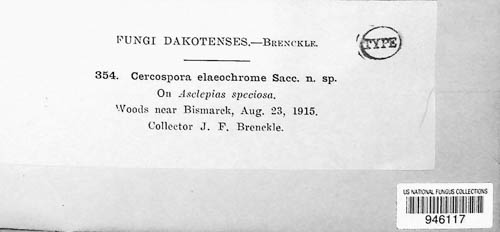 FUNGI DAKOTENSES.—BRENCKLE.
TYPE
354. Cercospora elaeochrome Sacc. n. sp.
On Asclepias speciosa.
Woods near Bismarck, Aug. 23, 1915.
Collector J. F. Brenckle.
US NATIONAL FUNGUS COLLECTIONS
946117